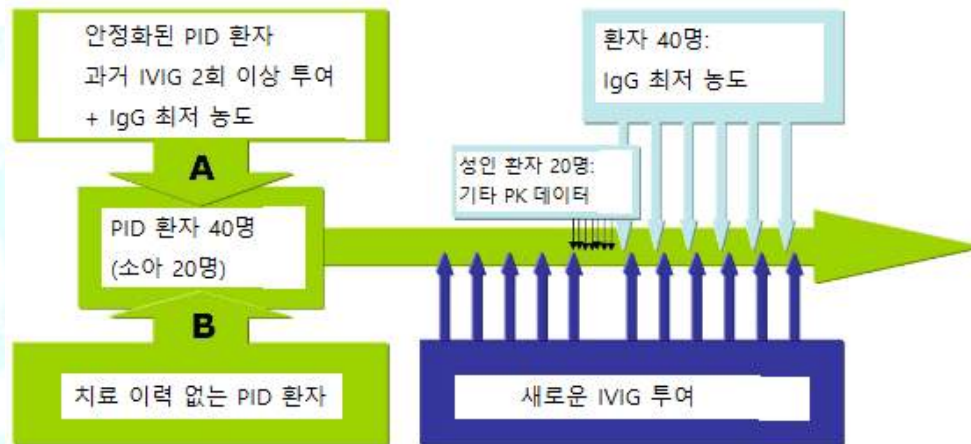 안정화된 PID 환자
과거 IVIG 2회 이상 투여
+ IgG 최저 농도
A
PID 환자 40명
(소아 20명)
B
치료 이력 없는 PID 환자
환자 40명:
IgG 최저 농도
성인 환자 20명:
기타 PK 데이터
새로운 IVIG 투여